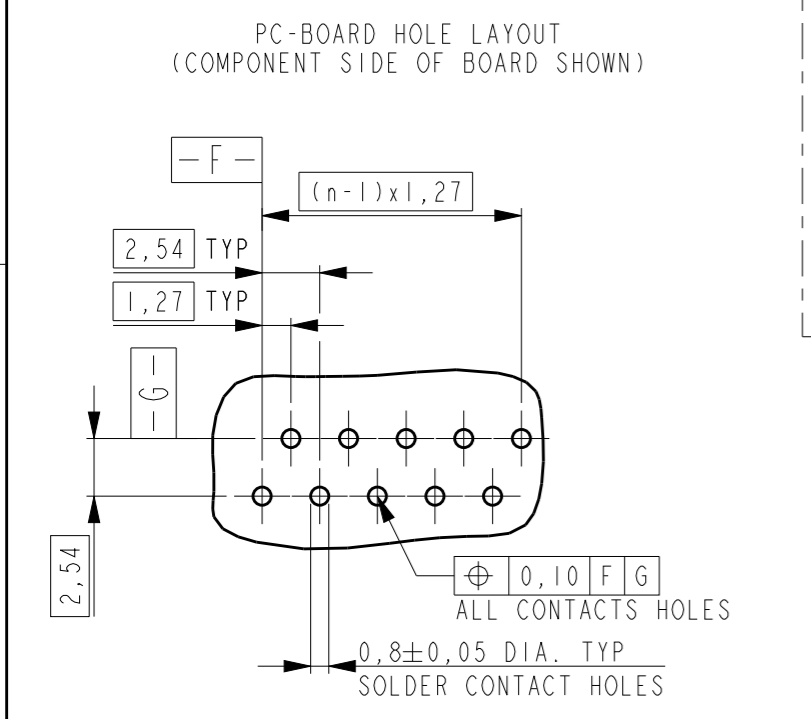 PC-BOARD HOLE LAYOUT
(COMPONENT SIDE OF BOARD SHOWN)
-F-
(n-1)x1,27
2,54 TYP
1,27 TYP
-G-
2,54
⌖ 0,10 F G
ALL CONTACTS HOLES
0,8±0,05 DIA. TYP
SOLDER CONTACT HOLES